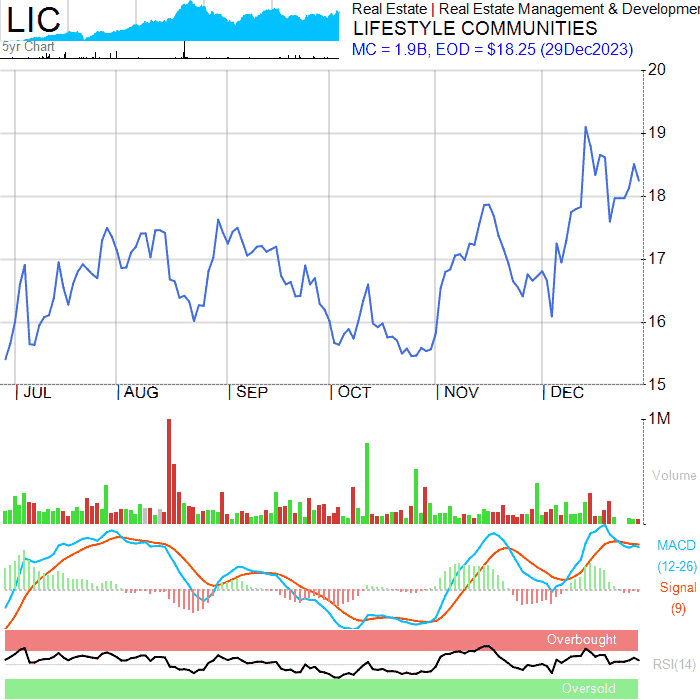 LIC
5yr Chart
Real Estate | Real Estate Management & Developmen
LIFESTYLE COMMUNITIES
MC = 1.9B, EOD = $18.25 (29Dec2023)
20
19
18
17
16
15
JUL AUG SEP OCT NOV DEC
1M
Volume
MACD
(12-26)
Signal
(9)
Overbought
RSI(14)
Oversold